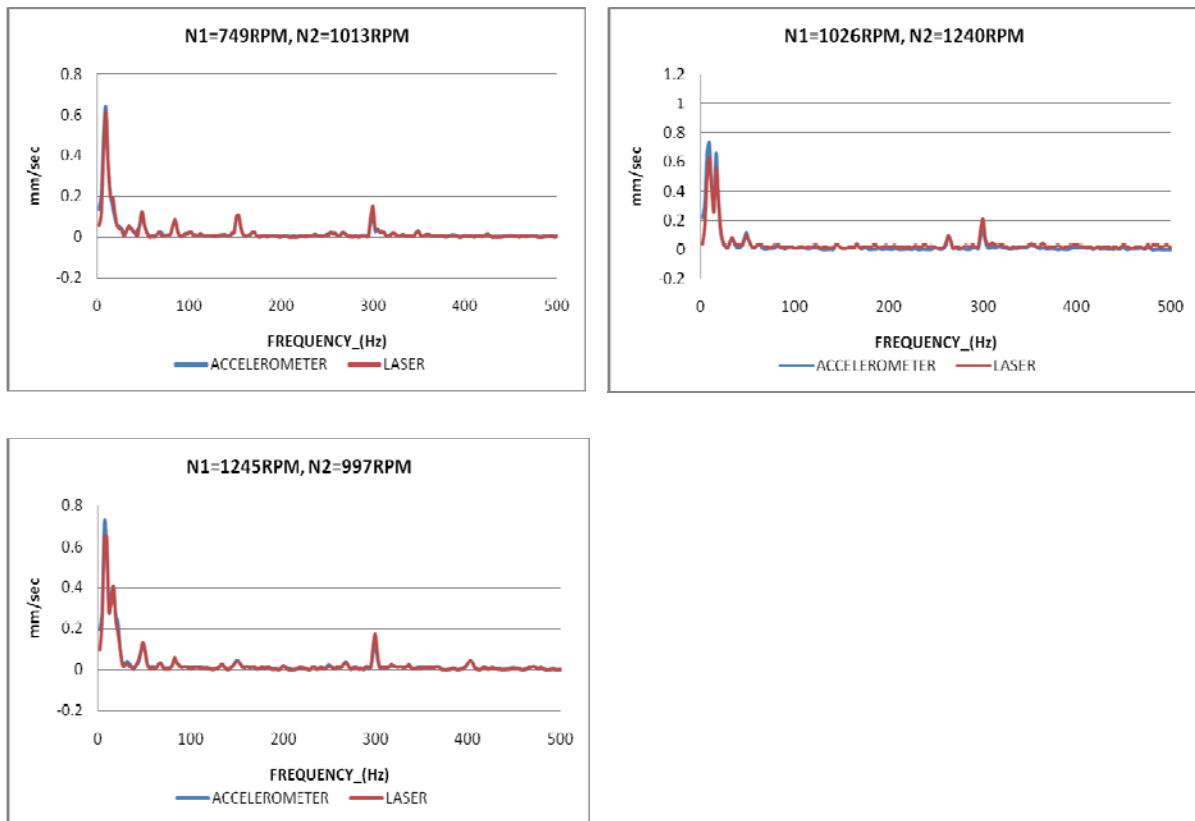 N1=749RPM, N2=1013RPM
0.8
0.6
0.4
0.2
0
-0.2
mm/sec
0 100 200 300 400 500
FREQUENCY_(Hz)
ACCELEROMETER LASER
N1=1026RPM, N2=1240RPM
1.2
1
0.8
0.6
0.4
0.2
0
-0.2
mm/sec
0 100 200 300 400 500
FREQUENCY_(Hz)
ACCELEROMETER LASER
N1=1245RPM, N2=997RPM
0.8
0.6
0.4
0.2
0
-0.2
mm/sec
0 100 200 300 400 500
FREQUENCY_(Hz)
ACCELEROMETER LASER